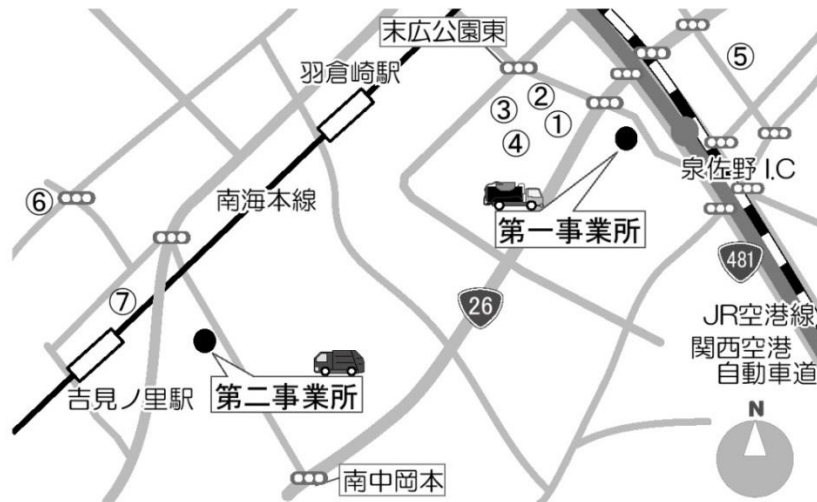 末広公園東
羽倉崎駅
⑤
②
③
①
④
泉佐野I.C
⑥
南海本線
第一事業所
481
26
⑦
JR空港線
関西空港
自動車道
吉見ノ里駅
第二事業所
N
南中岡本